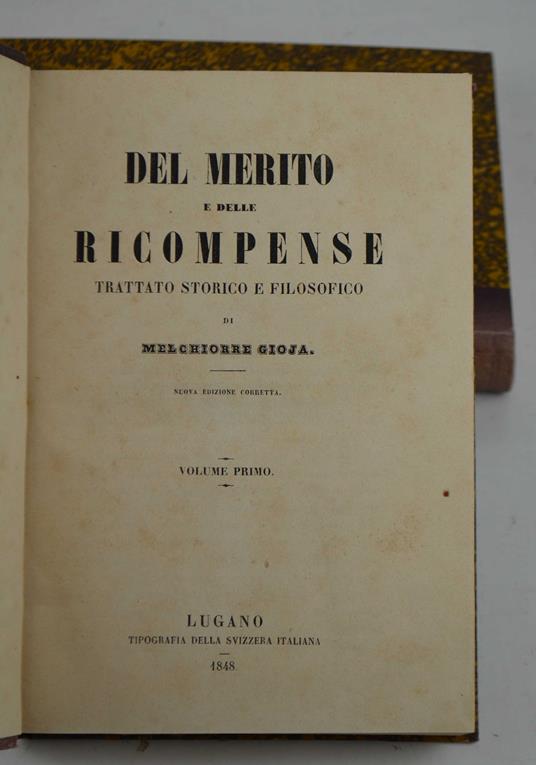 DEL MERITO
E DELLE
RICOMPENSE
TRATTATO STORICO E FILOSOFICO
DI
MELCHIORRE GIOJA.
NUOVA EDIZIONE CORRETTA.
VOLUME PRIMO.
LUGANO
TIPOGRAFIA DELLA SVIZZERA ITALIANA
1848.